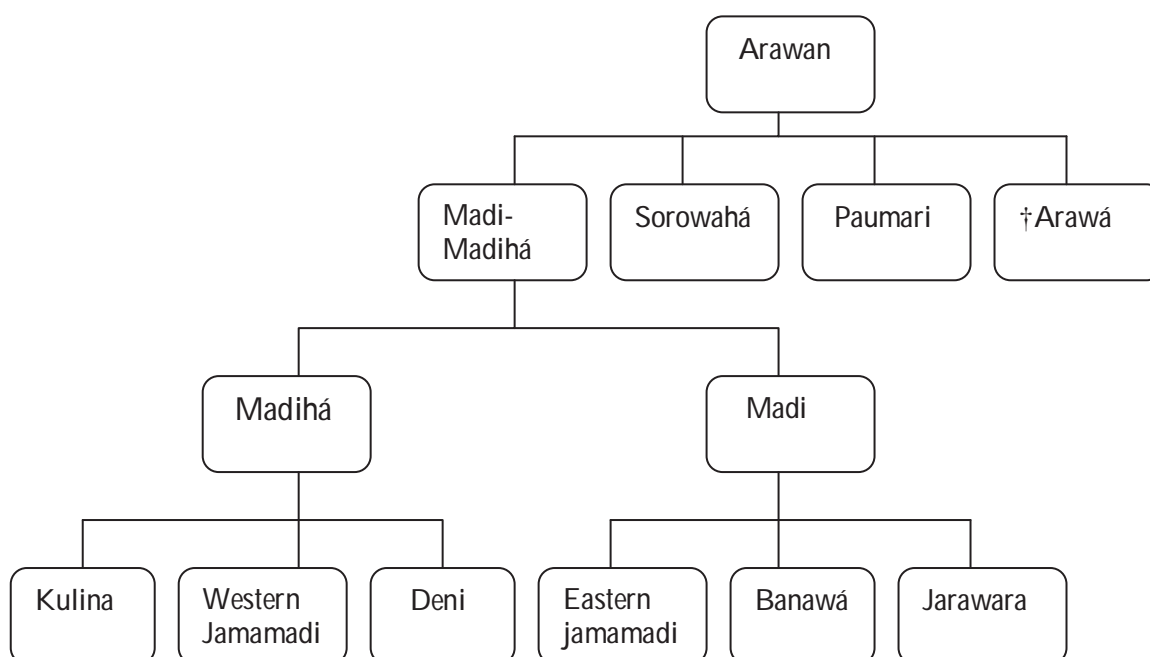 Arawan
Madi-
Madihá
Sorowahá
Paumari
†Arawá
Madihá
Madi
Kulina
Western
Jamamadi
Deni
Eastern
jamamadi
Banawá
Jarawara